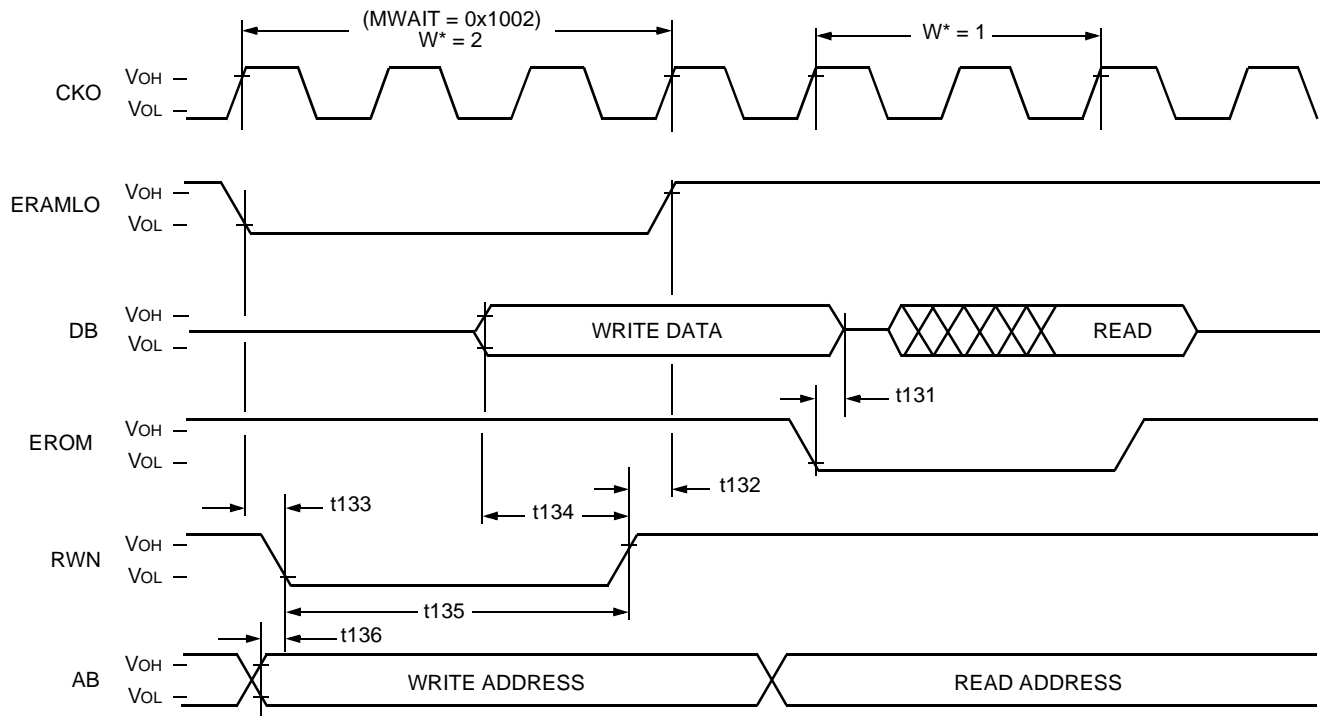 (MWAIT = 0x1002)
W* = 2
W* = 1
VOH
CKO
VOL
VOH
ERAMLO
VOL
VOH
DB
WRITE DATA
READ
VOL
t131
VOH
EROM
VOL
t132
t133
t134
VOH
RWN
VOL
t135
t136
VOH
AB
WRITE ADDRESS
READ ADDRESS
VOL